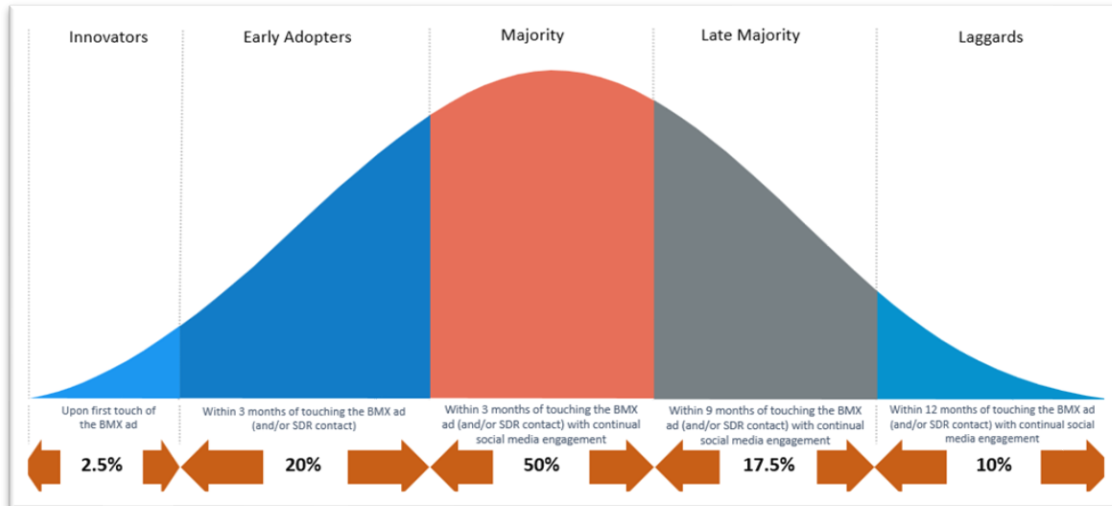 Innovators
Early Adopters
Majority
Late Majority
Laggards
Upon first touch of
the BMX ad
Within 3 months of touching the BMX ad
(and/or SDR contact)
Within 3 months of touching the BMX
ad (and/or SDR contact) with continual
social media engagement
Within 9 months of touching the BMX
ad (and/or SDR contact) with continual
social media engagement
Within 12 months of touching the BMX ad
(and/or SDR contact) with continual social
media engagement
2.5%
20%
50%
17.5%
10%